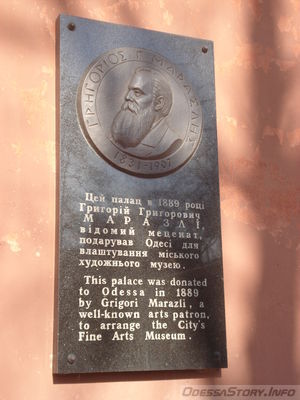 ΓΡΗΓΟΡΙΟΣ Γ. ΜΑΡΑΣΛΗΣ
1831-1907
Цей палац в 1889 році
Григорій Григорович
МАРАЗЛІ,
відомий меценат,
подарував Одесі для
влаштування міського
художнього музею.
This palace was donated
to Odessa in 1889
by Grigori Marazli, a
well-known arts patron,
to arrange the City's
Fine Arts Museum.
OdessaStory.Info